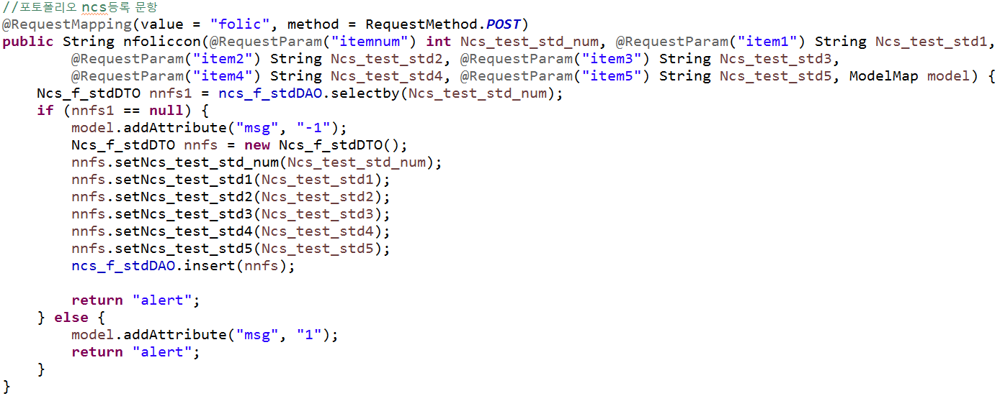 //포토폴리오 ncs등록 문항
@RequestMapping(value = "folic", method = RequestMethod.POST)
public String nfoliccon(@RequestParam("itemnum") int Ncs_test_std_num, @RequestParam("item1") String Ncs_test_std1,
@RequestParam("item2") String Ncs_test_std2, @RequestParam("item3") String Ncs_test_std3,
@RequestParam("item4") String Ncs_test_std4, @RequestParam("item5") String Ncs_test_std5, ModelMap model) {
Ncs_f_stdDTO nnfs1 = ncs_f_stdDAO.selectby(Ncs_test_std_num);
if (nnfs1 == null) {
model.addAttribute("msg", "-1");
Ncs_f_stdDTO nnfs = new Ncs_f_stdDTO();
nnfs.setNcs_test_std_num(Ncs_test_std_num);
nnfs.setNcs_test_std1(Ncs_test_std1);
nnfs.setNcs_test_std2(Ncs_test_std2);
nnfs.setNcs_test_std3(Ncs_test_std3);
nnfs.setNcs_test_std4(Ncs_test_std4);
nnfs.setNcs_test_std5(Ncs_test_std5);
ncs_f_stdDAO.insert(nnfs);
return "alert";
} else {
model.addAttribute("msg", "1");
return "alert";
}
}